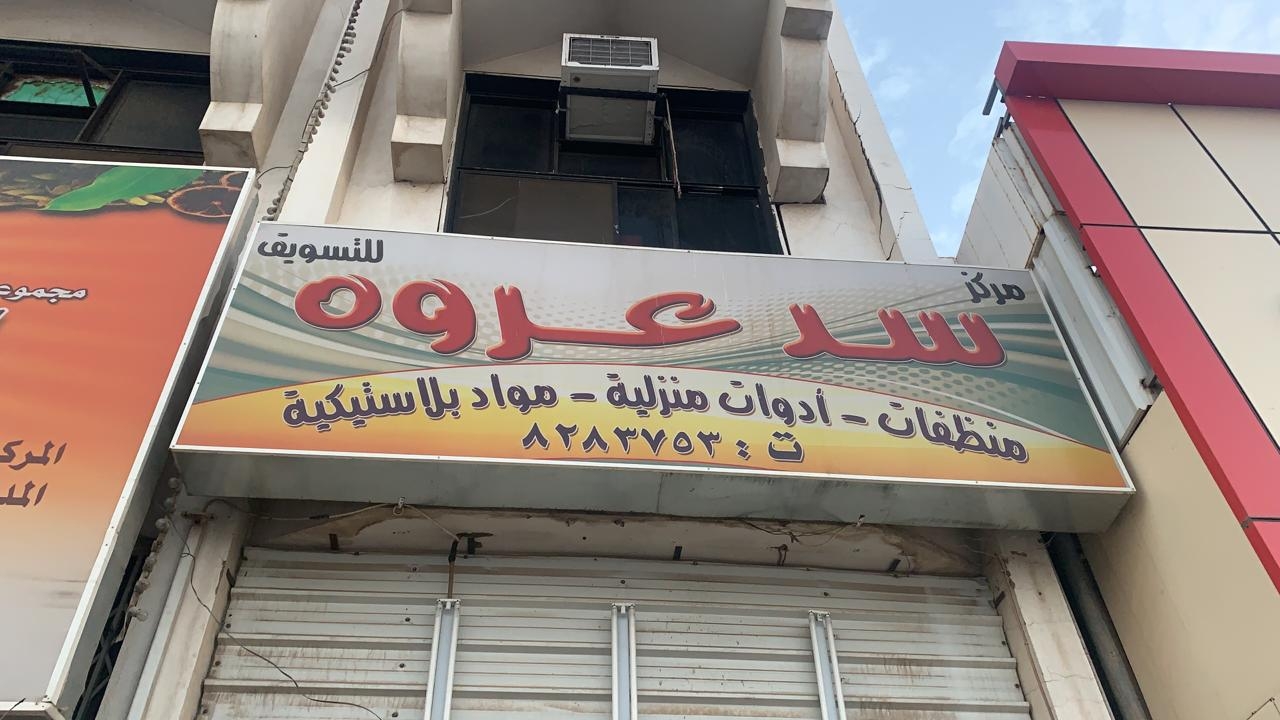 مركز
سد عروه
للتسويق
منظفات - أدوات منزلية - مواد بلاستيكية
ت : ٨٢٨٣٧٥٣